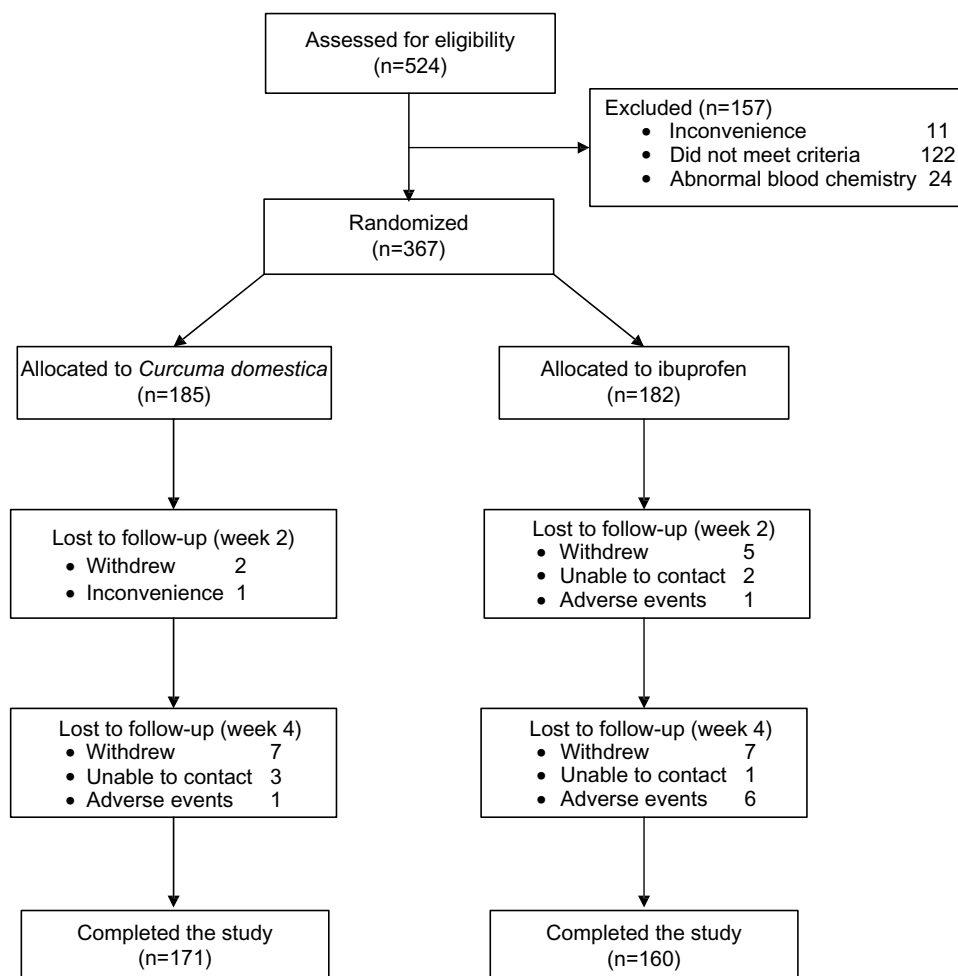 Assessed for eligibility
(n=524)
Excluded (n=157)
• Inconvenience 11
• Did not meet criteria 122
• Abnormal blood chemistry 24
Randomized
(n=367)
Allocated to Curcuma domestica
(n=185)
Allocated to ibuprofen
(n=182)
Lost to follow-up (week 2)
• Withdrew 2
• Inconvenience 1
Lost to follow-up (week 2)
• Withdrew 5
• Unable to contact 2
• Adverse events 1
Lost to follow-up (week 4)
• Withdrew 7
• Unable to contact 3
• Adverse events 1
Lost to follow-up (week 4)
• Withdrew 7
• Unable to contact 1
• Adverse events 6
Completed the study
(n=171)
Completed the study
(n=160)